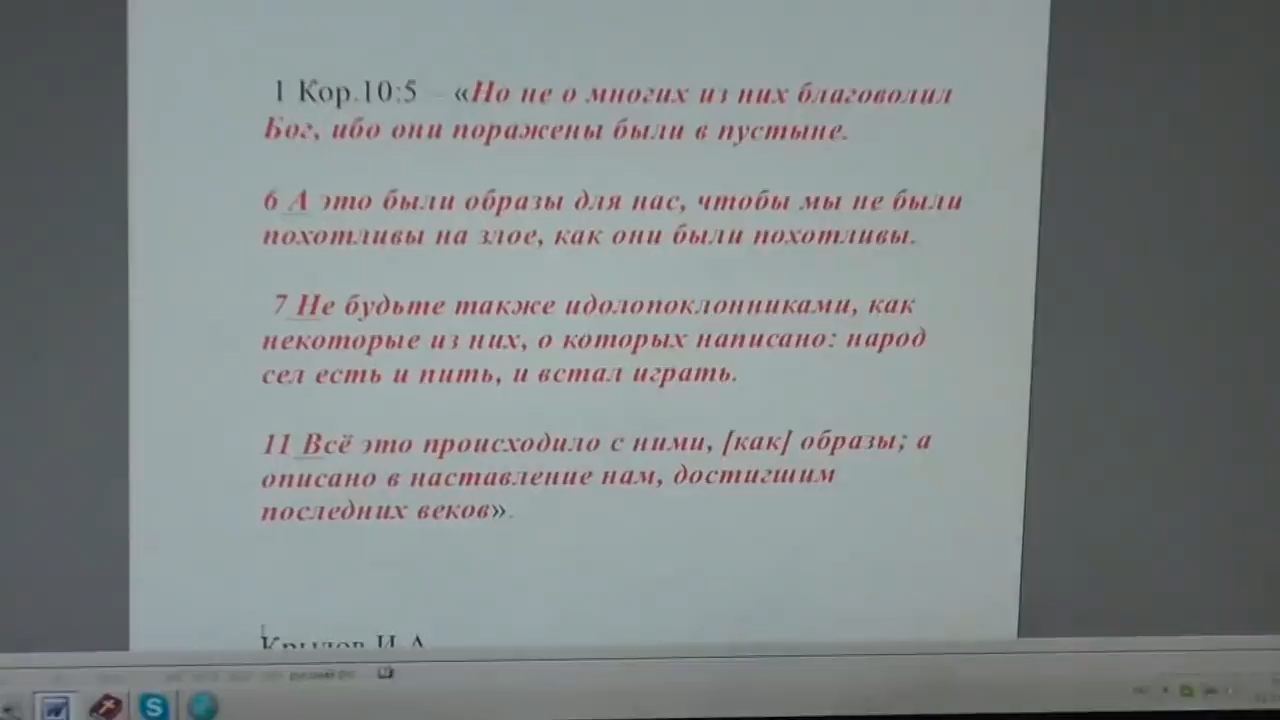 1 Кор.10:5 – «Но не о многих из них благоволил
Бог, ибо они поражены были в пустыне.
6 А это были образы для нас, чтобы мы не были
похотливы на злое, как они были похотливы.
7 Не будьте также идолопоклонниками, как
некоторые из них, о которых написано: народ
сел есть и пить, и встал играть.
11 Всё это происходило с ними, [как] образы; а
описано в наставление нам, достигшим
последних веков».
Крылов И.А